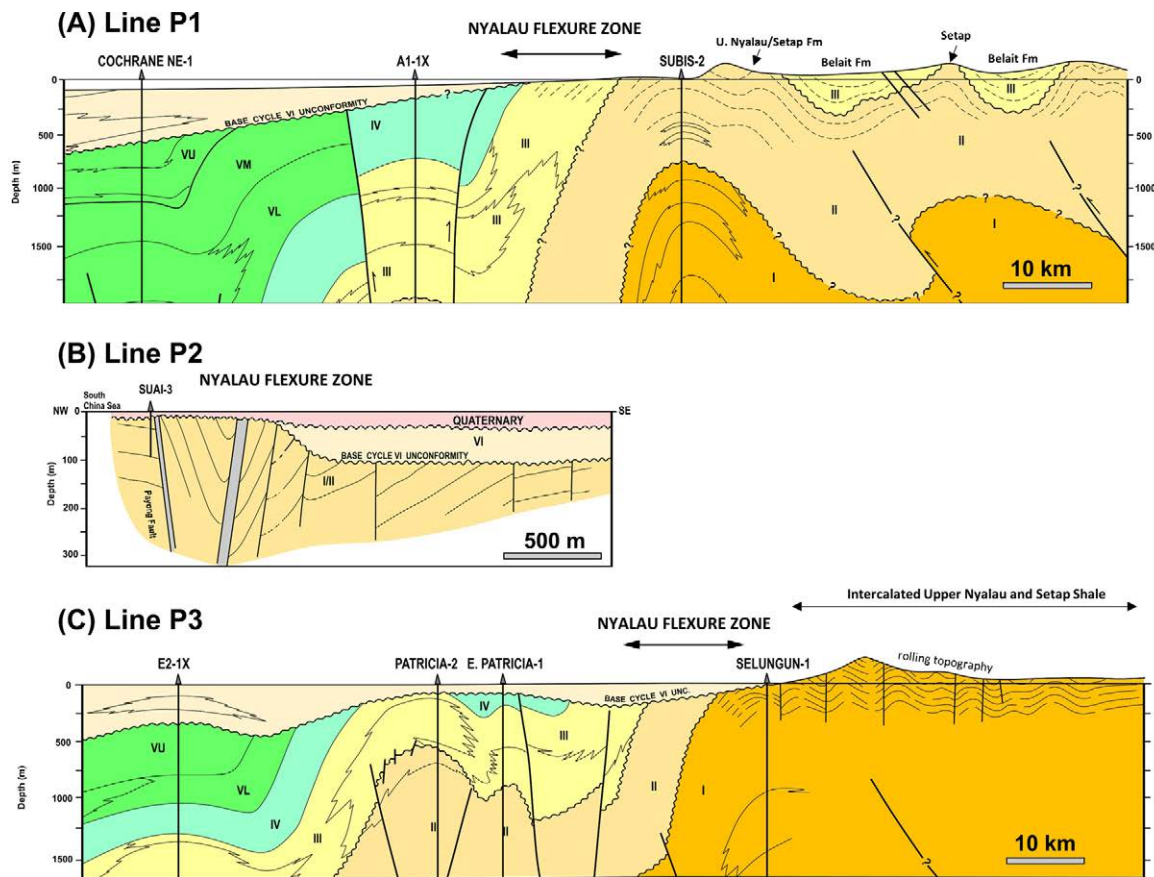 (A) Line P1
NYALAU FLEXURE ZONE
COCHRANE NE-1
A1-1X
SUBIS-2
U. Nyalau/Setap Fm
Setap
Belait Fm
Belait Fm
Depth (m)
0
500
1000
1500
BASE CYCLE VI UNCONFORMITY
?
VU
VM
VL
IV
III
III
III
III
III
II
II
I
I
?
?
?
?
?
?
?
?
?
?
0
500
1000
1500
Depth (m)
10 km
(B) Line P2
NYALAU FLEXURE ZONE
SUAI-3
South
China Sea
NW
SE
Depth (m)
0
100
200
300
QUATERNARY
VI
BASE CYCLE VI UNCONFORMITY
I/II
Payong Fault
500 m
(C) Line P3
Intercalated Upper Nyalau and Setap Shale
NYALAU FLEXURE ZONE
E2-1X
PATRICIA-2
E. PATRICIA-1
SELUNGUN-1
rolling topography
Depth (m)
0
500
1000
1500
BASE CYCLE VI UNC.
VU
VL
IV
IV
III
III
II
II
II
I
?
?
10 km